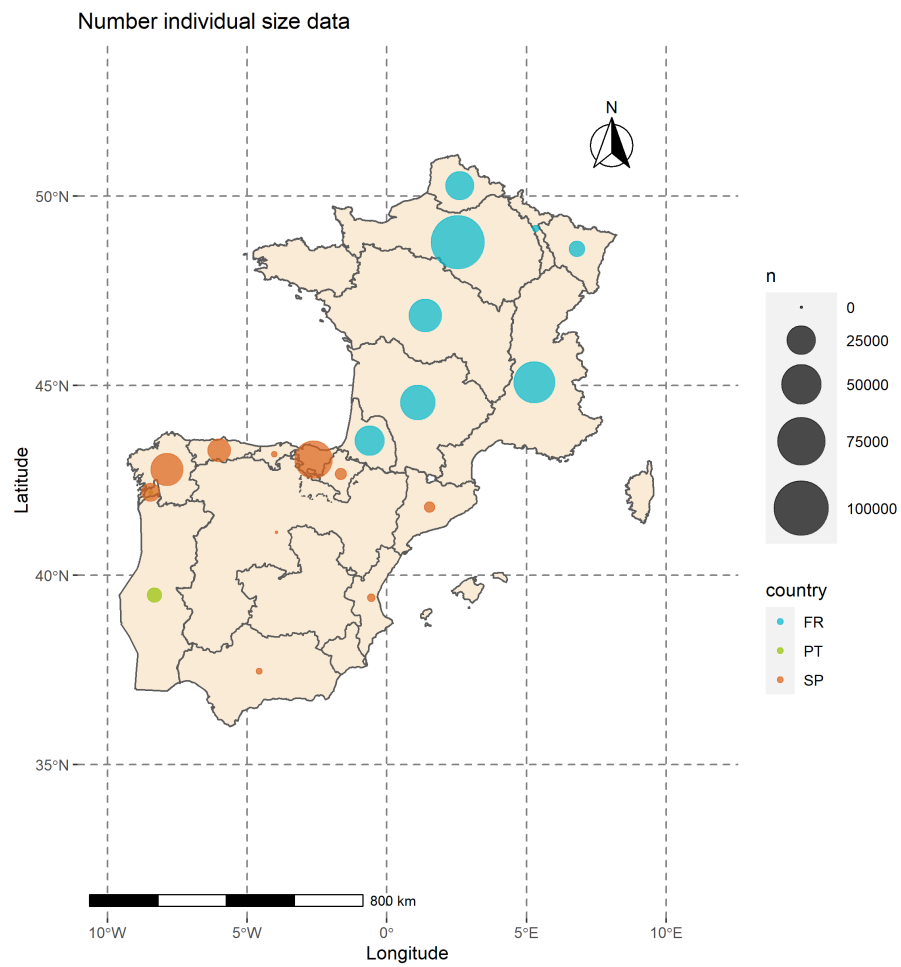 Number individual size data
N
50°N
45°N
40°N
35°N
Latitude
800 km
10°W
5°W
0°
5°E
10°E
Longitude
n
0
25000
50000
75000
100000
country
FR
PT
SP